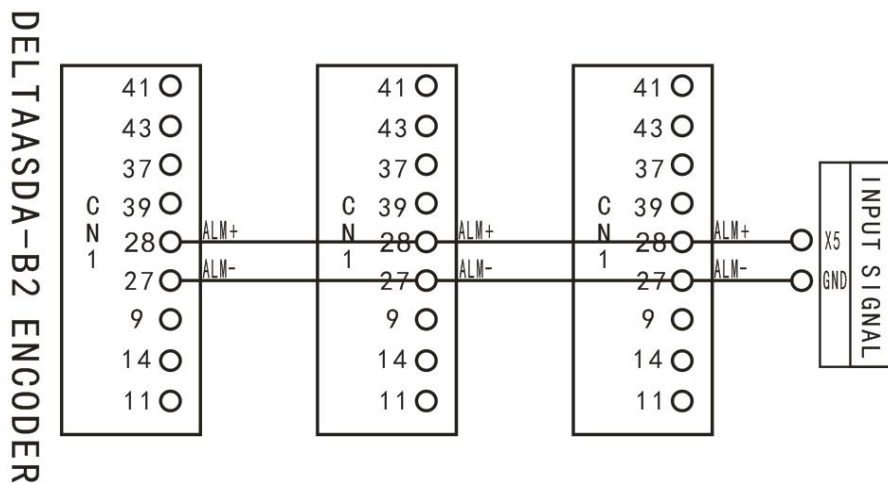 DELTAASDA-B2 ENCODER
CN1
41
43
37
39
28
27
9
14
11
ALM+
ALM-
CN1
41
43
37
39
28
27
9
14
11
ALM+
ALM-
CN1
41
43
37
39
28
27
9
14
11
ALM+
ALM-
X5
GND
INPUT SIGNAL